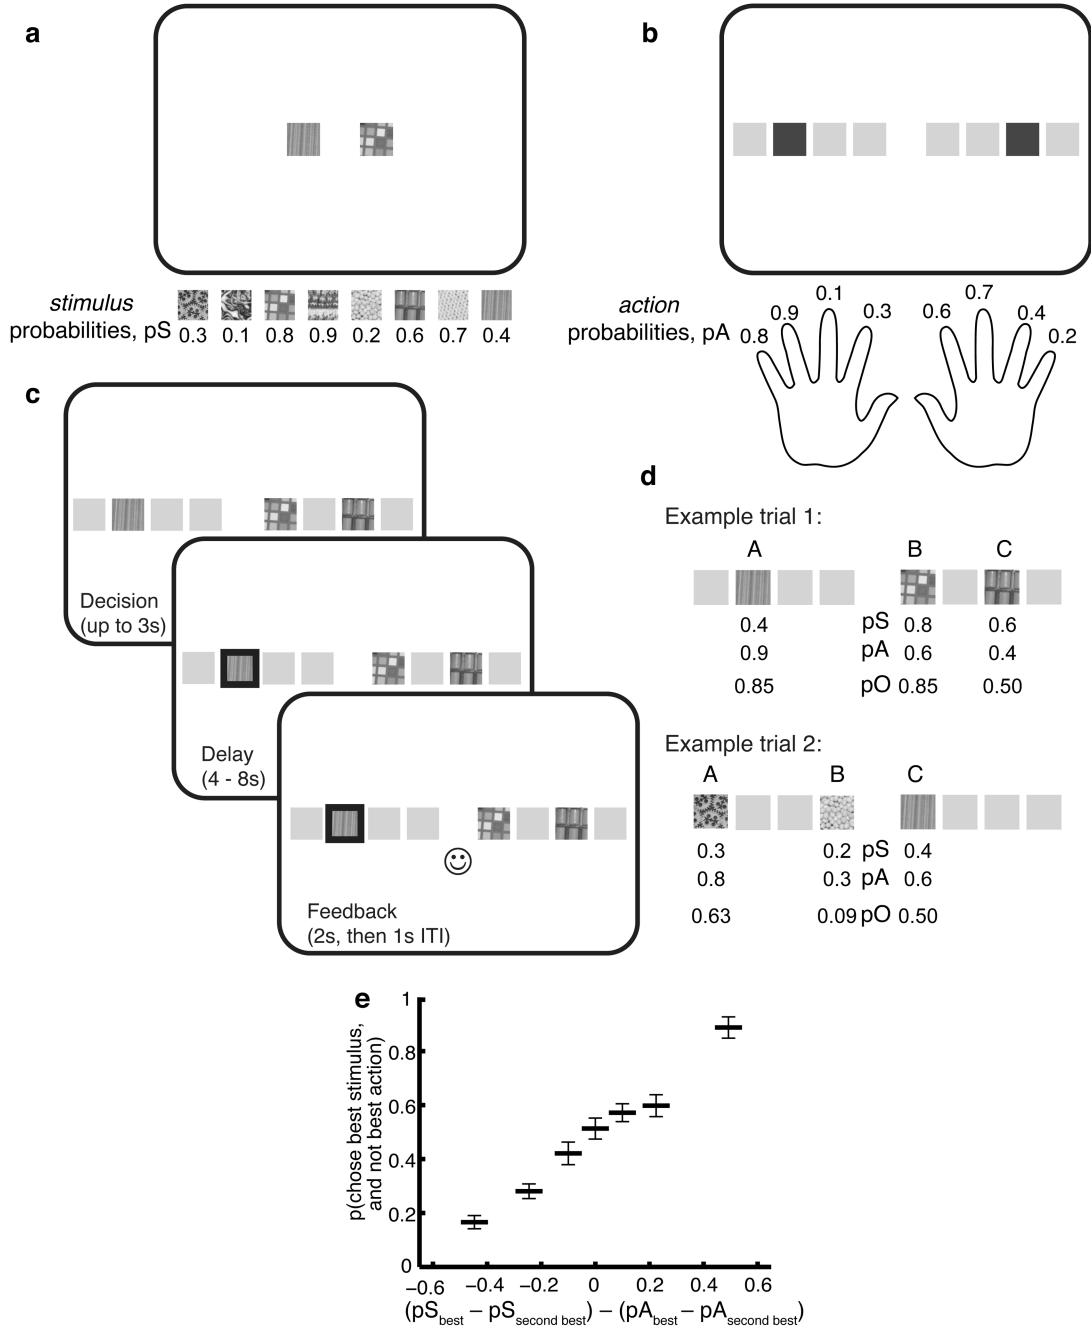 a
stimulus
probabilities, pS 0.3 0.1 0.8 0.9 0.2 0.6 0.7 0.4
b
action
probabilities, pA 0.8 0.9 0.1 0.3 0.6 0.7 0.4 0.2
c
Decision
(up to 3s)
Delay
(4 - 8s)
Feedback
(2s, then 1s ITI)
d
Example trial 1:
A B C
0.4 pS 0.8 0.6
0.9 pA 0.6 0.4
0.85 pO 0.85 0.50
Example trial 2:
A B C
0.3 0.2 pS 0.4
0.8 0.3 pA 0.6
0.63 0.09 pO 0.50
e
p(chose best stimulus,
and not best action)
1
0.8
0.6
0.4
0.2
0
−0.6 −0.4 −0.2 0 0.2 0.4 0.6
(pSbest − pSsecond best) − (pAbest − pAsecond best)